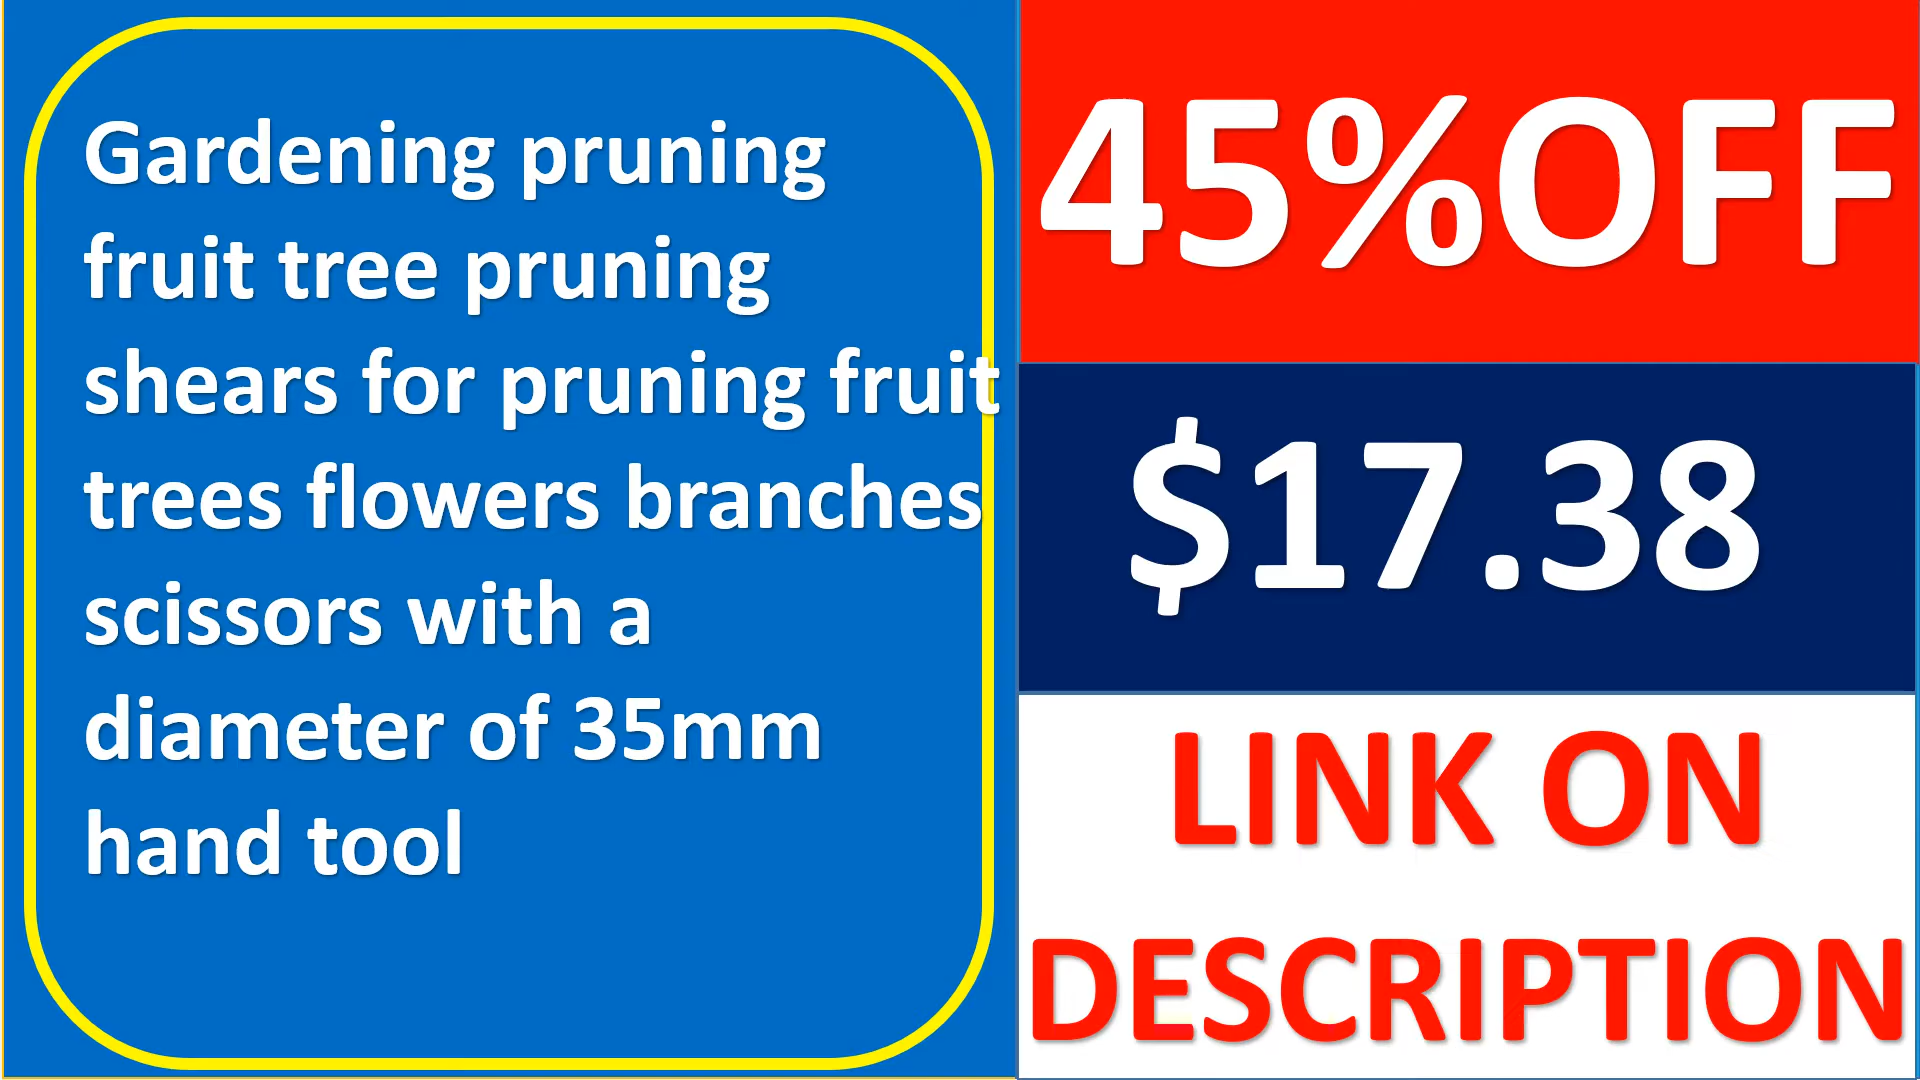 Gardening pruning
fruit tree pruning
shears for pruning fruit
trees flowers branches
scissors with a
diameter of 35mm
hand tool
45%OFF
$17.38
LINK ON
DESCRIPTION